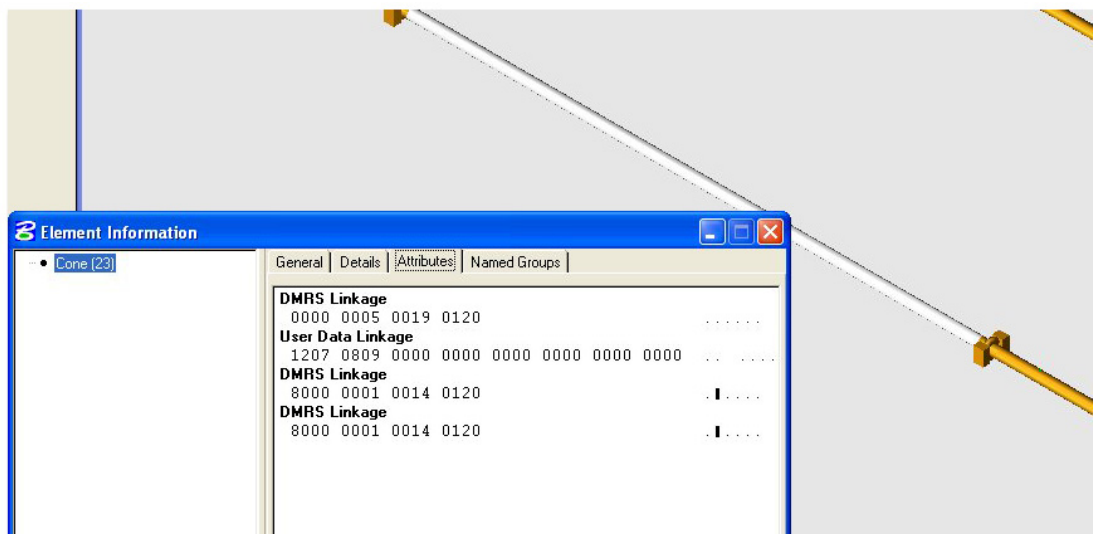 Element Information
Cone (23)
General Details Attributes Named Groups
DMRS Linkage
0000 0005 0019 0120 ......
User Data Linkage
1207 0809 0000 0000 0000 0000 0000 0000 .. ....
DMRS Linkage
8000 0001 0014 0120 .▮....
DMRS Linkage
8000 0001 0014 0120 .▮....